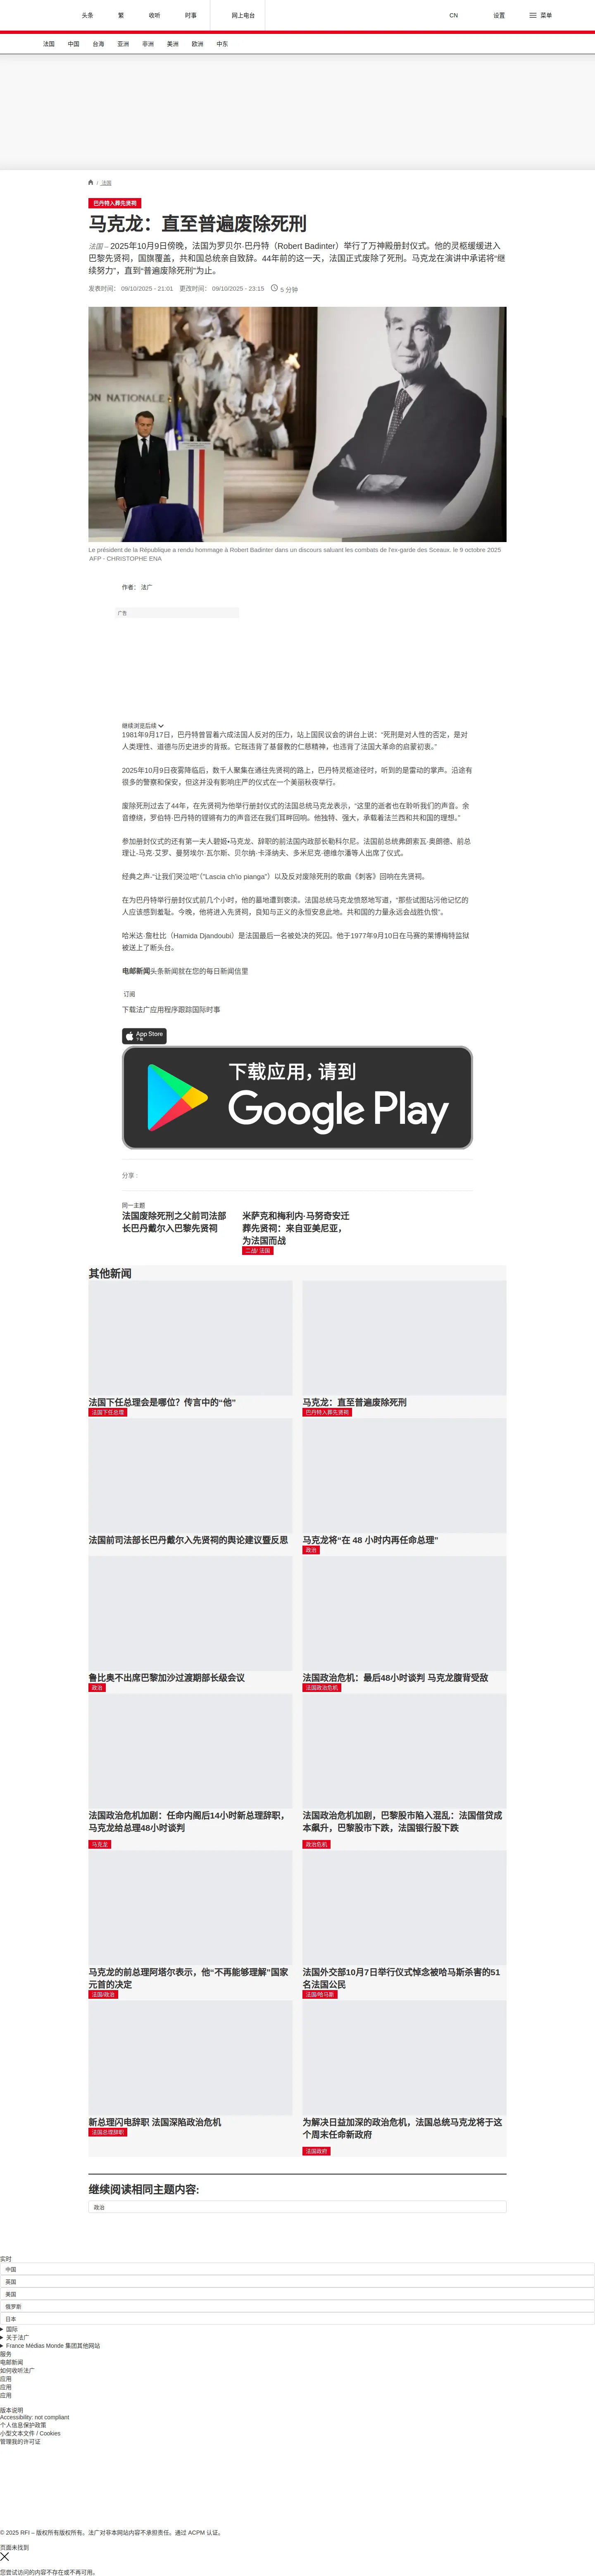 头条
繁
收听
时事
网上电台
CN
设置
菜单
法国
中国
台海
亚洲
非洲
美洲
欧洲
中东
/ 法国
巴丹特入葬先贤祠
马克龙：直至普遍废除死刑
法国 – 2025年10月9日傍晚，法国为罗贝尔·巴丹特（Robert Badinter）举行了万神殿册封仪式。他的灵柩缓缓进入
巴黎先贤祠，国旗覆盖，共和国总统亲自致辞。44年前的这一天，法国正式废除了死刑。马克龙在演讲中承诺将“继
续努力”，直到“普遍废除死刑”为止。
发表时间： 09/10/2025 - 21:01 更改时间： 09/10/2025 - 23:15 5 分钟
ON NATIONALE
Le président de la République a rendu hommage à Robert Badinter dans un discours saluant les combats de l'ex-garde des Sceaux. le 9 octobre 2025
AFP - CHRISTOPHE ENA
作者： 法广
广告
继续浏览后续
1981年9月17日，巴丹特曾冒着六成法国人反对的压力，站上国民议会的讲台上说：“死刑是对人性的否定，是对
人类理性、道德与历史进步的背叛。它既违背了基督教的仁慈精神，也违背了法国大革命的启蒙初衷。”
2025年10月9日夜雾降临后，数千人聚集在通往先贤祠的路上，巴丹特灵柩途径时，听到的是雷动的掌声。沿途有
很多的警察和保安，但这并没有影响庄严的仪式在一个美丽秋夜举行。
废除死刑过去了44年，在先贤祠为他举行册封仪式的法国总统马克龙表示，“这里的逝者也在聆听我们的声音。余
音缭绕，罗伯特·巴丹特的铿锵有力的声音还在我们耳畔回响。他独特、强大，承载着法兰西和共和国的理想。”
参加册封仪式的还有第一夫人碧姬•马克龙、辞职的前法国内政部长勒科尔尼。法国前总统弗朗索瓦·奥朗德、前总
理让-马克·艾罗、曼努埃尔·瓦尔斯、贝尔纳·卡泽纳夫、多米尼克·德维尔潘等人出席了仪式。
经典之声-“让我们哭泣吧”（"Lascia ch'io pianga"）以及反对废除死刑的歌曲《刺客》回响在先贤祠。
在为巴丹特举行册封仪式前几个小时，他的墓地遭到亵渎。法国总统马克龙愤怒地写道，“那些试图玷污他记忆的
人应该感到羞耻。今晚，他将进入先贤祠，良知与正义的永恒安息此地。共和国的力量永远会战胜仇恨”。
哈米达·詹杜比（Hamida Djandoubi）是法国最后一名被处决的死囚。他于1977年9月10日在马赛的莱博梅特监狱
被送上了断头台。
电邮新闻头条新闻就在您的每日新闻信里
订阅
下载法广应用程序跟踪国际时事
App Store
下载
下载应用，请到
Google Play
分享 :
同一主题
法国废除死刑之父前司法部
长巴丹戴尔入巴黎先贤祠
米萨克和梅利内·马努奇安迁
葬先贤祠：来自亚美尼亚，
为法国而战
二战/ 法国
其他新闻
法国下任总理会是哪位？传言中的“他”
法国下任总理
马克龙：直至普遍废除死刑
巴丹特入葬先贤祠
法国前司法部长巴丹戴尔入先贤祠的舆论建议暨反思
马克龙将“在 48 小时内再任命总理”
政治
鲁比奥不出席巴黎加沙过渡期部长级会议
政治
法国政治危机：最后48小时谈判 马克龙腹背受敌
法国政治危机
法国政治危机加剧：任命内阁后14小时新总理辞职，
马克龙给总理48小时谈判
马克龙
法国政治危机加剧，巴黎股市陷入混乱：法国借贷成
本飙升，巴黎股市下跌，法国银行股下跌
政治危机
马克龙的前总理阿塔尔表示，他“不再能够理解”国家
元首的决定
法国/政治
法国外交部10月7日举行仪式悼念被哈马斯杀害的51
名法国公民
法国/哈马斯
新总理闪电辞职 法国深陷政治危机
法国总理辞职
为解决日益加深的政治危机，法国总统马克龙将于这
个周末任命新政府
法国政府
继续阅读相同主题内容:
政治
实时
中国
英国
美国
俄罗斯
日本
国际
关于法广
France Médias Monde 集团其他网站
服务
电邮新闻
如何收听法广
应用
应用
应用
版本说明
Accessibility: not compliant
个人信息保护政策
小型文本文件 / Cookies
管理我的许可证
© 2025 RFI – 版权所有版权所有。法广对非本网站内容不承担责任。通过 ACPM 认证。
页面未找到
您尝试访问的内容不存在或不再可用。